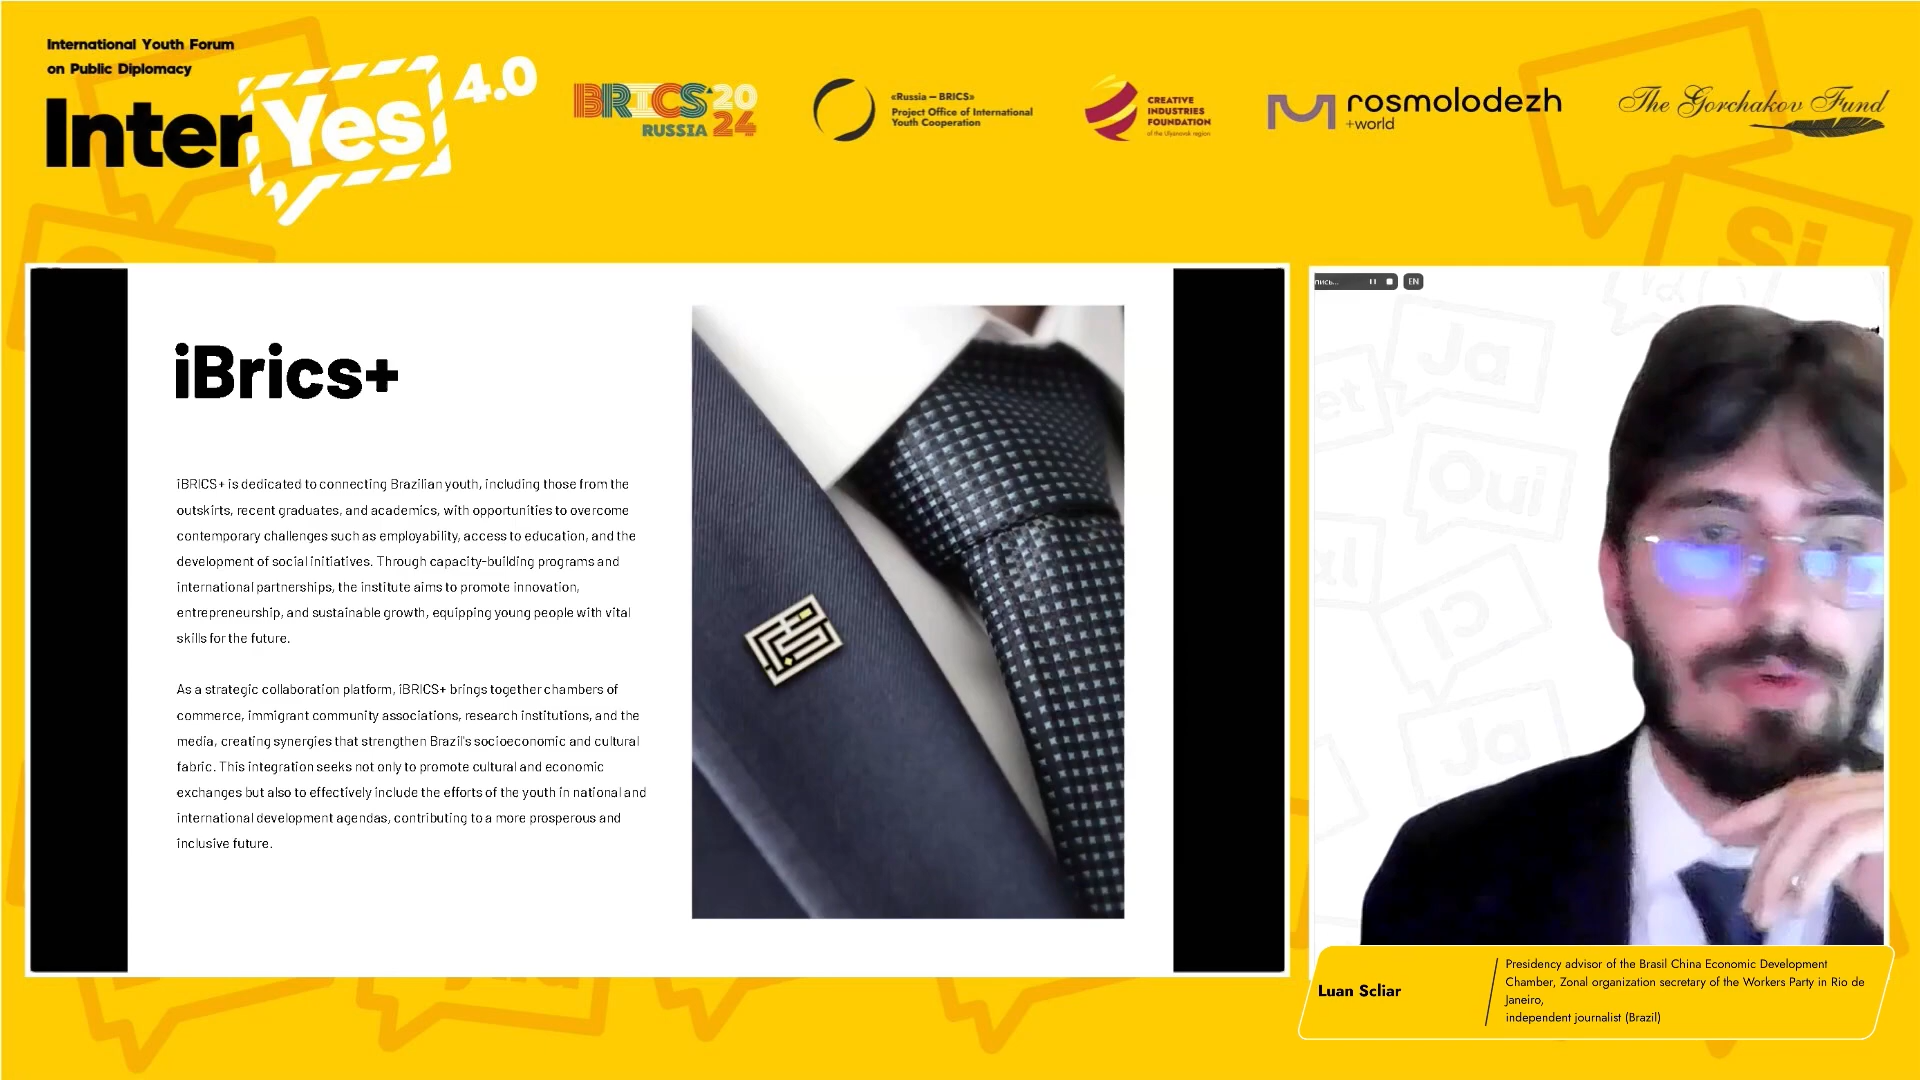 International Youth Forum
on Public Diplomacy
InterYes! 4.0
BRICS 2024
RUSSIA
«Russia – BRICS»
Project Office of International
Youth Cooperation
CREATIVE
INDUSTRIES
FOUNDATION
of the Ulyanovsk region
rosmolodezh
+world
The Gorchakov Fund
Si
iBrics+
iBRICS+ is dedicated to connecting Brazilian youth, including those from the
outskirts, recent graduates, and academics, with opportunities to overcome
contemporary challenges such as employability, access to education, and the
development of social initiatives. Through capacity-building programs and
international partnerships, the institute aims to promote innovation,
entrepreneurship, and sustainable growth, equipping young people with vital
skills for the future.
As a strategic collaboration platform, iBRICS+ brings together chambers of
commerce, immigrant community associations, research institutions, and the
media, creating synergies that strengthen Brazil's socioeconomic and cultural
fabric. This integration seeks not only to promote cultural and economic
exchanges but also to effectively include the efforts of the youth in national and
international development agendas, contributing to a more prosperous and
inclusive future.
EN
Ja
Oui
Ja
Luan Scliar
Presidency advisor of the Brasil China Economic Development
Chamber, Zonal organization secretary of the Workers Party in Rio de
Janeiro,
independent journalist (Brazil)